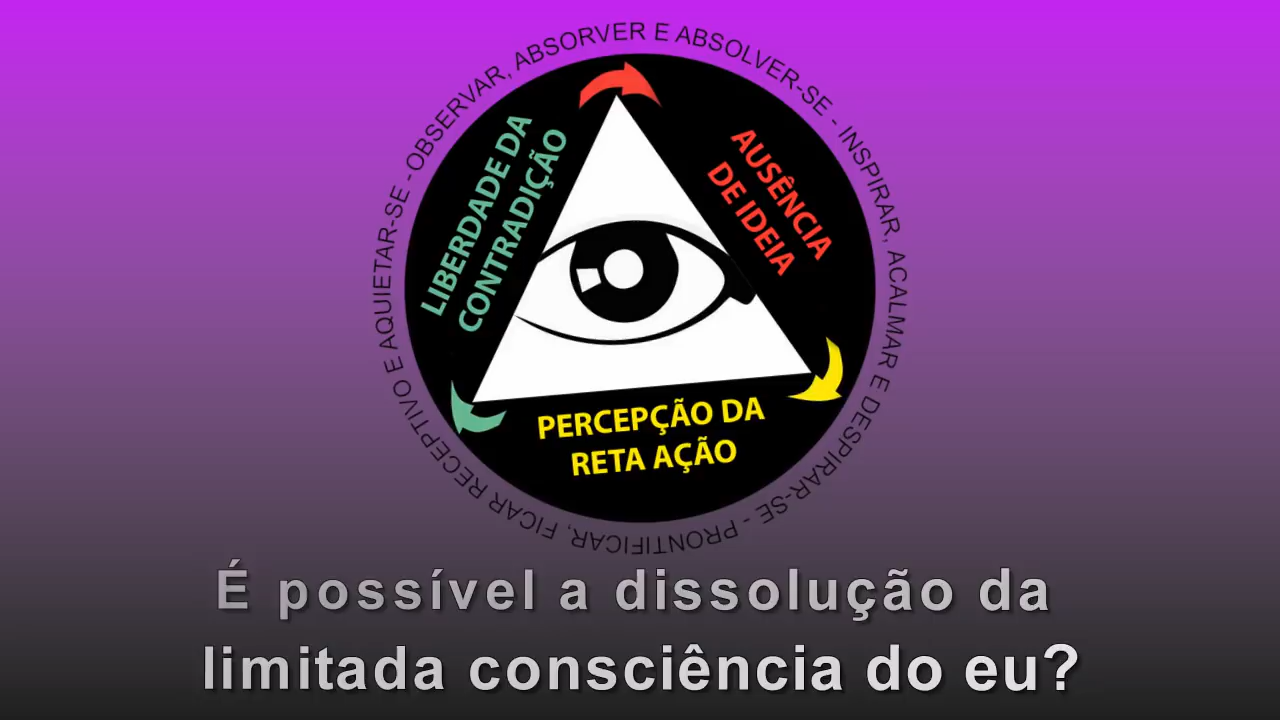 OBSERVAR, ABSORVER E ABSOLVER-SE - INSPIRAR, ACALMAR E DESPIRAR-SE - PRONTIFICAR, FICAR RECEPTIVO E AQUIETAR-SE -
LIBERDADE DA
CONTRADIÇÃO
AUSÊNCIA
DE IDEIA
PERCEPÇÃO DA
RETA AÇÃO
É possível a dissolução da
limitada consciência do eu?